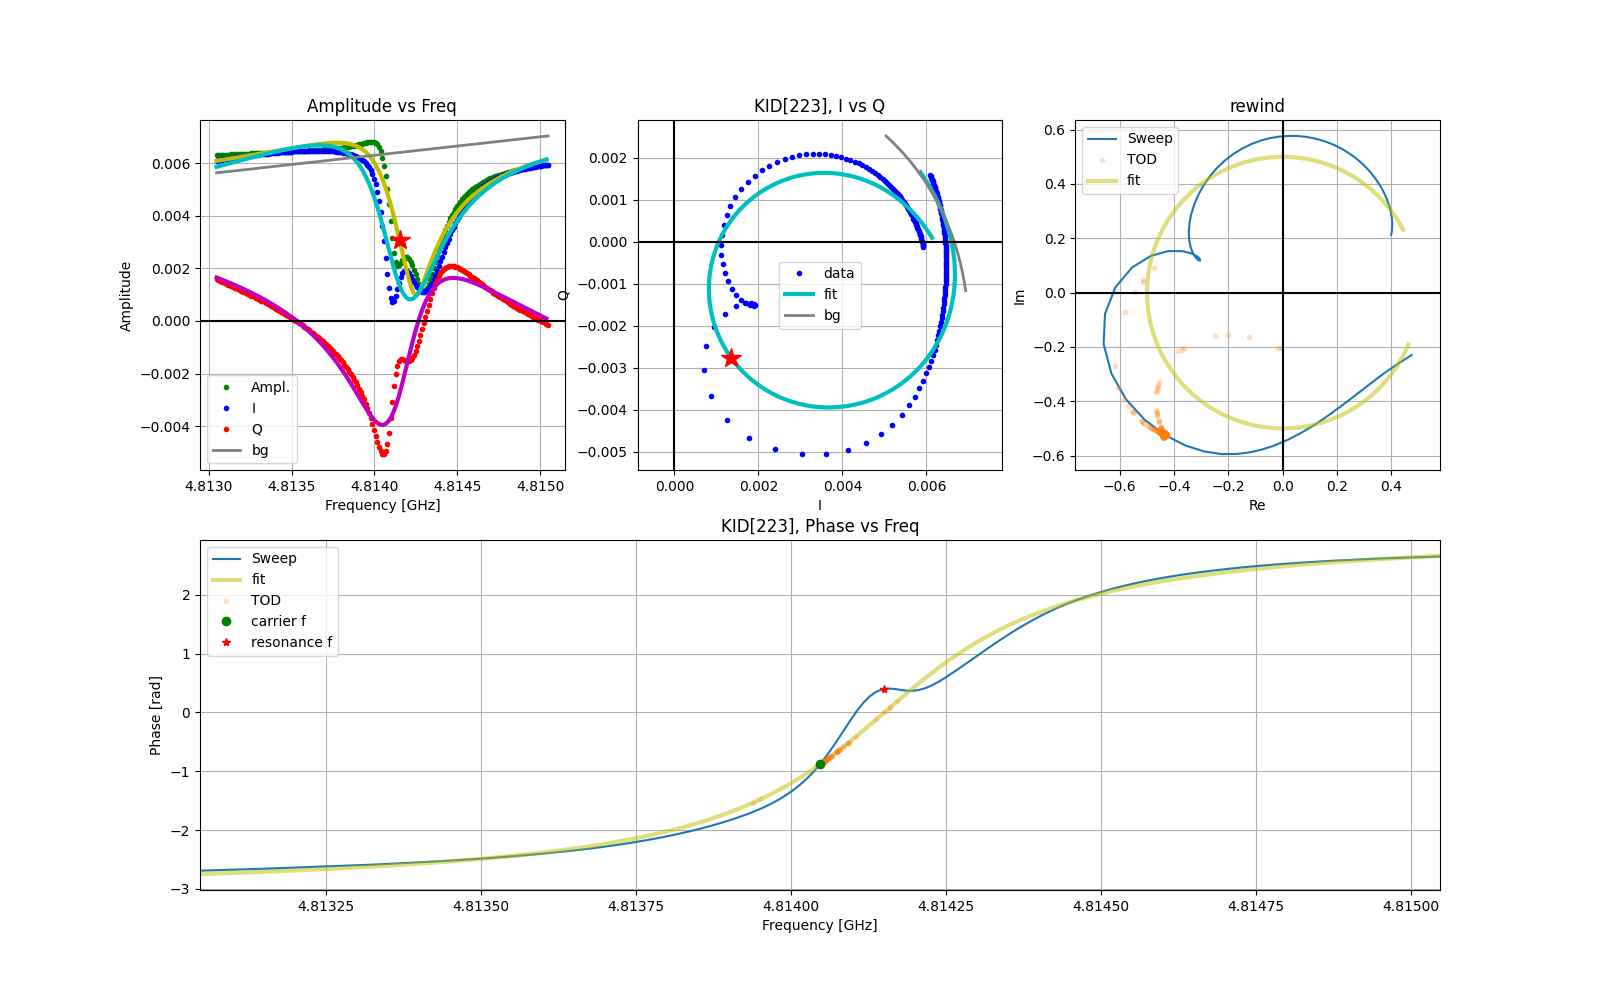 Amplitude vs Freq
Amplitude
0.006
0.004
0.002
0.000
−0.002
−0.004
Ampl.
I
Q
bg
4.8130 4.8135 4.8140 4.8145 4.8150
Frequency [GHz]
KID[223], I vs Q
Q
0.002
0.001
0.000
−0.001
−0.002
−0.003
−0.004
−0.005
data
fit
bg
0.000 0.002 0.004 0.006
I
rewind
Im
0.6
0.4
0.2
0.0
−0.2
−0.4
−0.6
Sweep
TOD
fit
−0.6 −0.4 −0.2 0.0 0.2 0.4
Re
KID[223], Phase vs Freq
Phase [rad]
2
1
0
−1
−2
−3
Sweep
fit
TOD
carrier f
resonance f
4.81325 4.81350 4.81375 4.81400 4.81425 4.81450 4.81475 4.81500
Frequency [GHz]